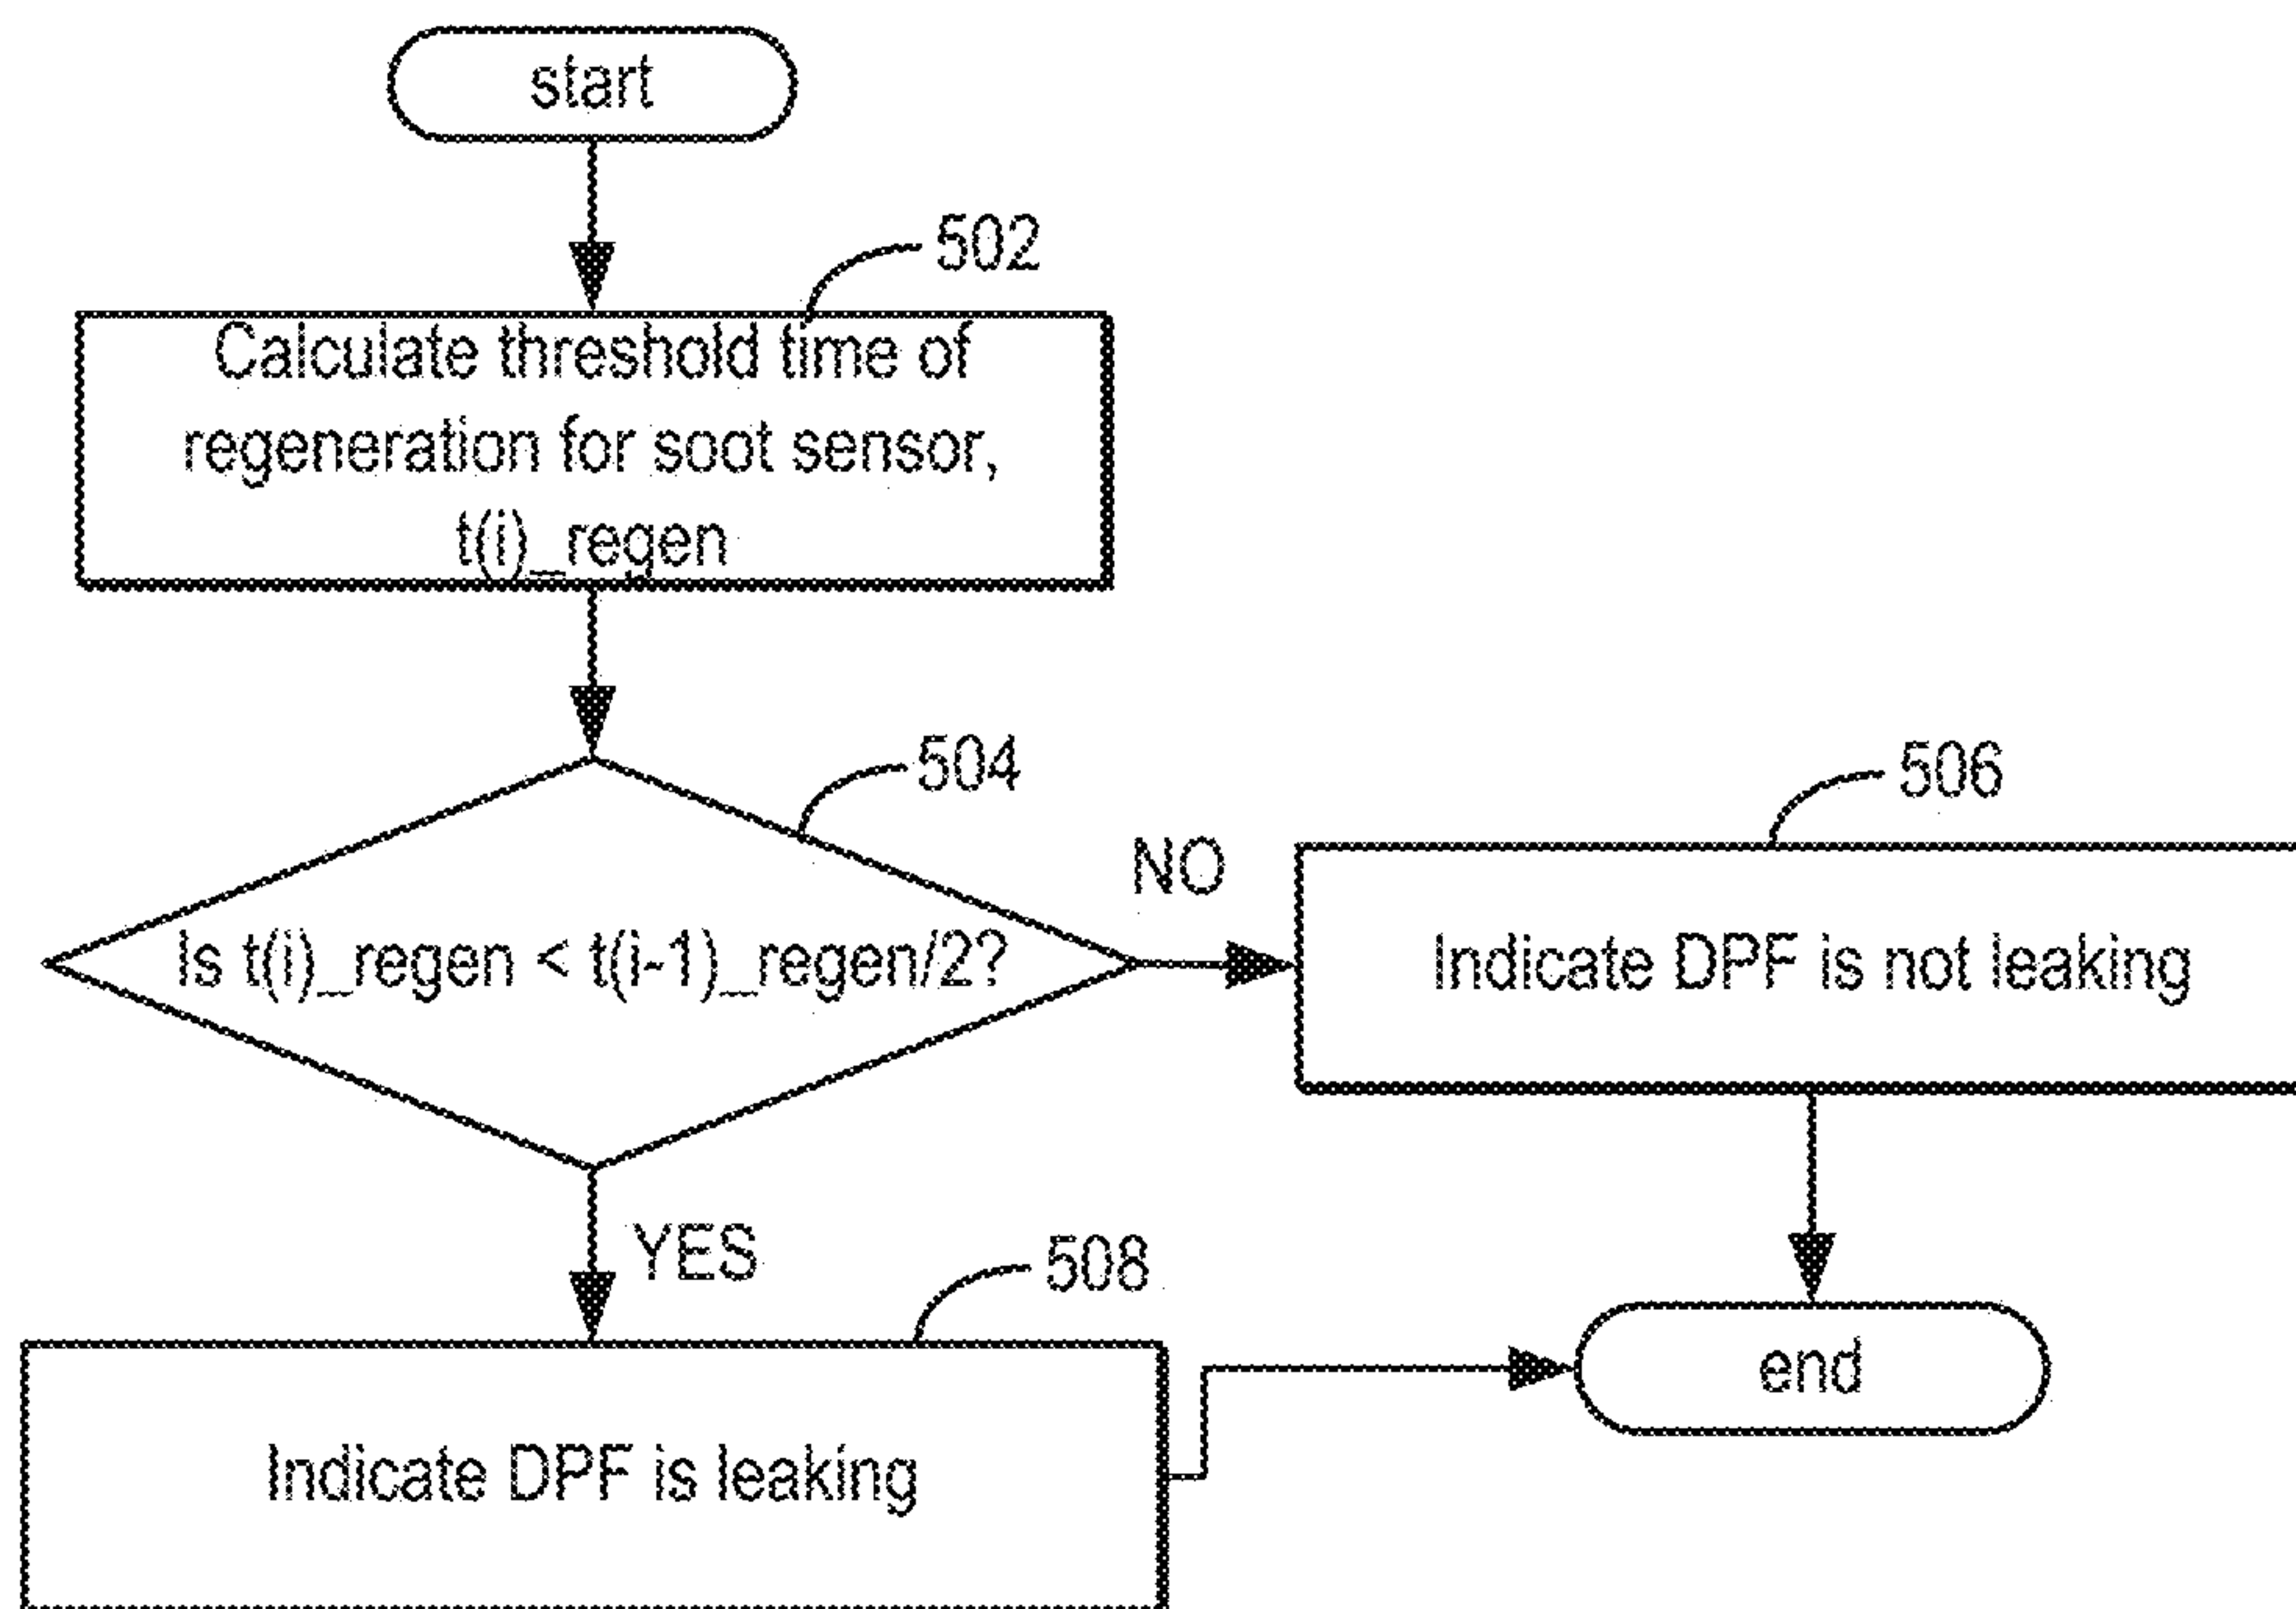 start
502
Calculate threshold time of
regeneration for soot sensor,
t(i)_regen
504
506
NO
Is t(i)_regen < t(i-1)_regen/2?
Indicate DPF is not leaking
YES
508
end
Indicate DPF is leaking